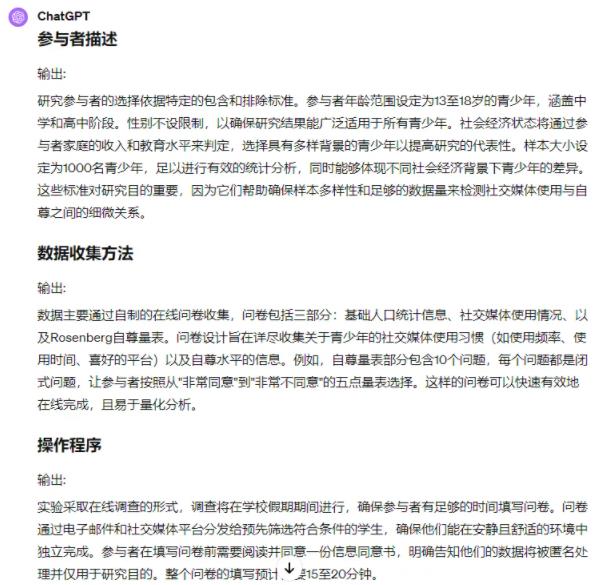 ChatGPT
参与者描述
输出:
研究参与者的选择依据特定的包含和排除标准。参与者年龄范围设定为13至18岁的青少年，涵盖中
学和高中阶段。性别不设限制，以确保研究结果能广泛适用于所有青少年。社会经济状态将通过参
与者家庭的收入和教育水平来判定，选择具有多样背景的青少年以提高研究的代表性。样本大小设
定为1000名青少年，足以进行有效的统计分析，同时能够体现不同社会经济背景下青少年的差异。
这些标准对研究目的重要，因为它们帮助确保样本多样性和足够的数据量来检测社交媒体使用与自
尊之间的细微关系。
数据收集方法
输出:
数据主要通过自制的在线问卷收集，问卷包括三部分：基础人口统计信息、社交媒体使用情况、以
及Rosenberg自尊量表。问卷设计旨在详尽收集关于青少年的社交媒体使用习惯（如使用频率、使
用时间、喜好的平台）以及自尊水平的信息。例如，自尊量表部分包含10个问题，每个问题都是闭
式问题，让参与者按照从"非常同意"到"非常不同意"的五点量表选择。这样的问卷可以快速有效地
在线完成，且易于量化分析。
操作程序
输出:
实验采取在线调查的形式，调查将在学校假期期间进行，确保参与者有足够的时间填写问卷。问卷
通过电子邮件和社交媒体平台分发给预先筛选符合条件的学生，确保他们能在安静且舒适的环境中
独立完成。参与者在填写问卷前需要阅读并同意一份信息同意书，明确告知他们的数据将被匿名处
理并仅用于研究目的。整个问卷的填写预计要15至20分钟。